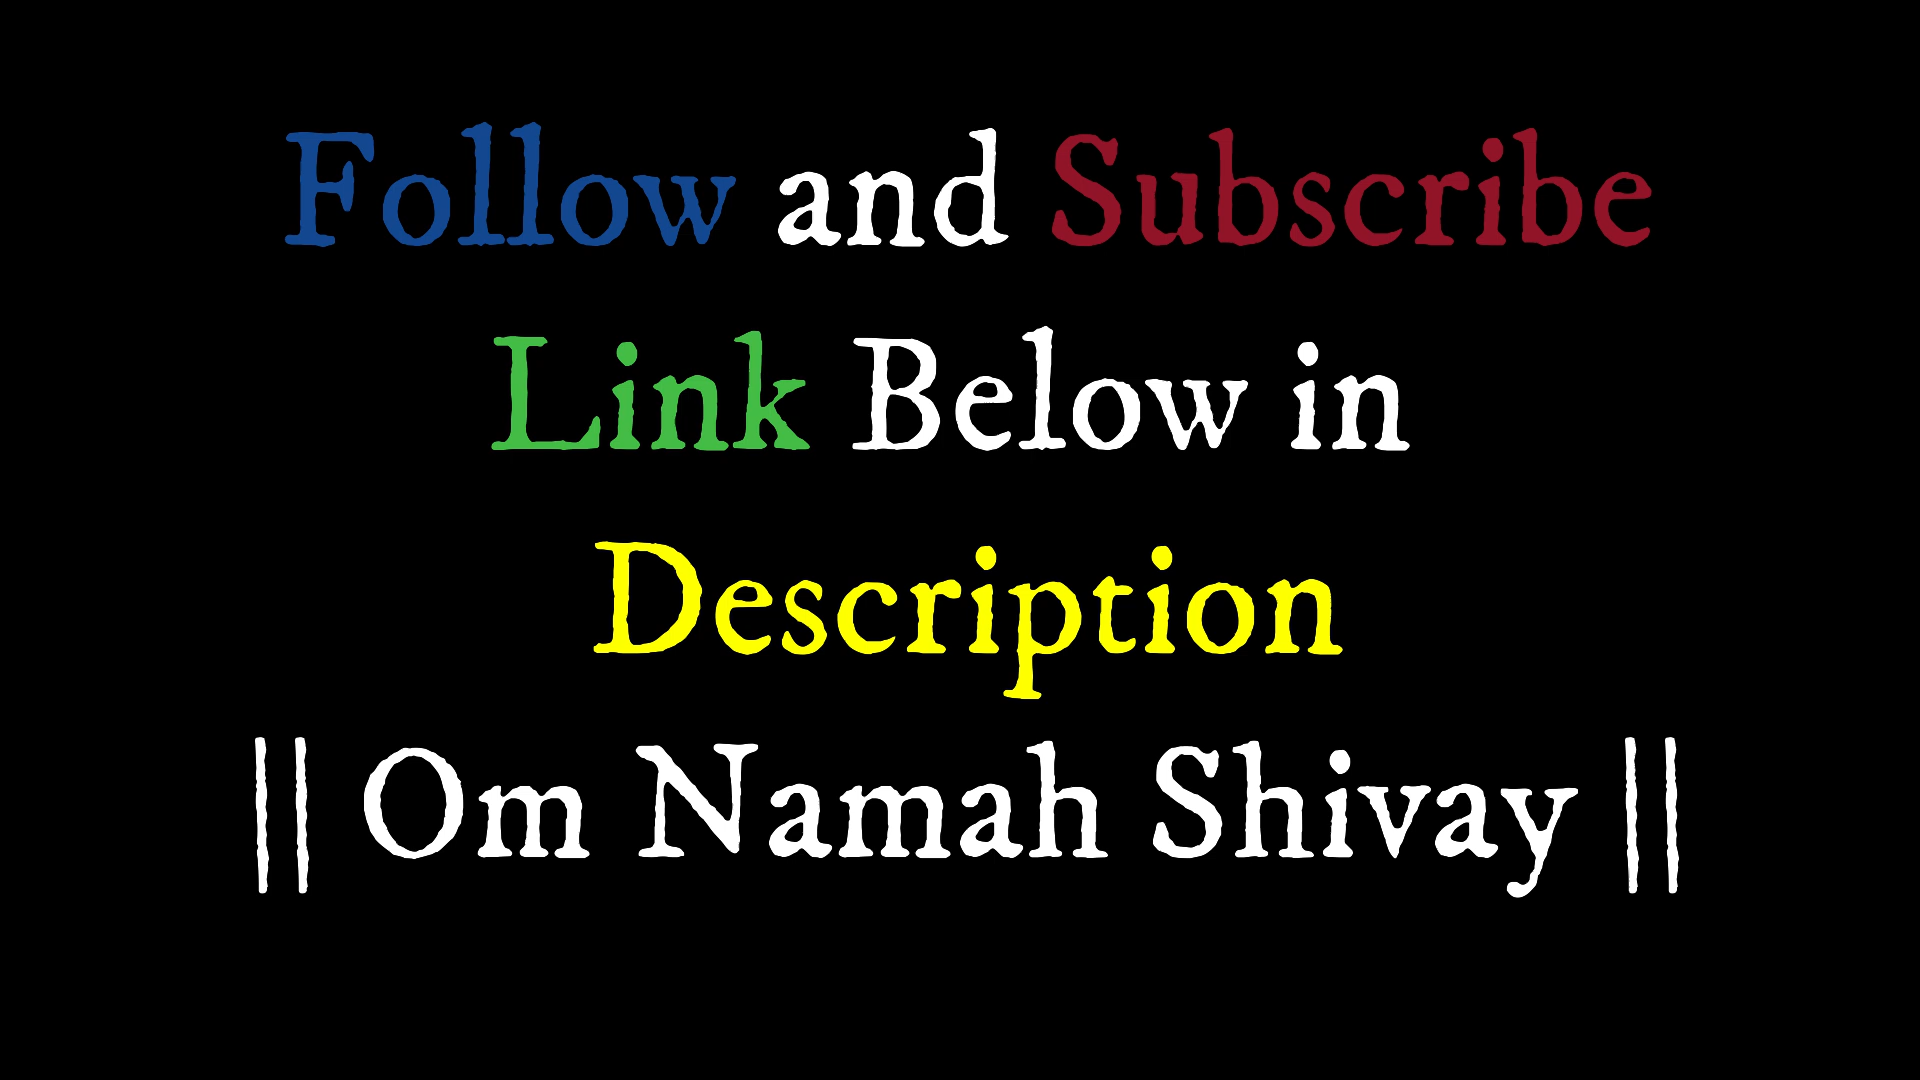 Follow and Subscribe
Link Below in
Description
|| Om Namah Shivay ||